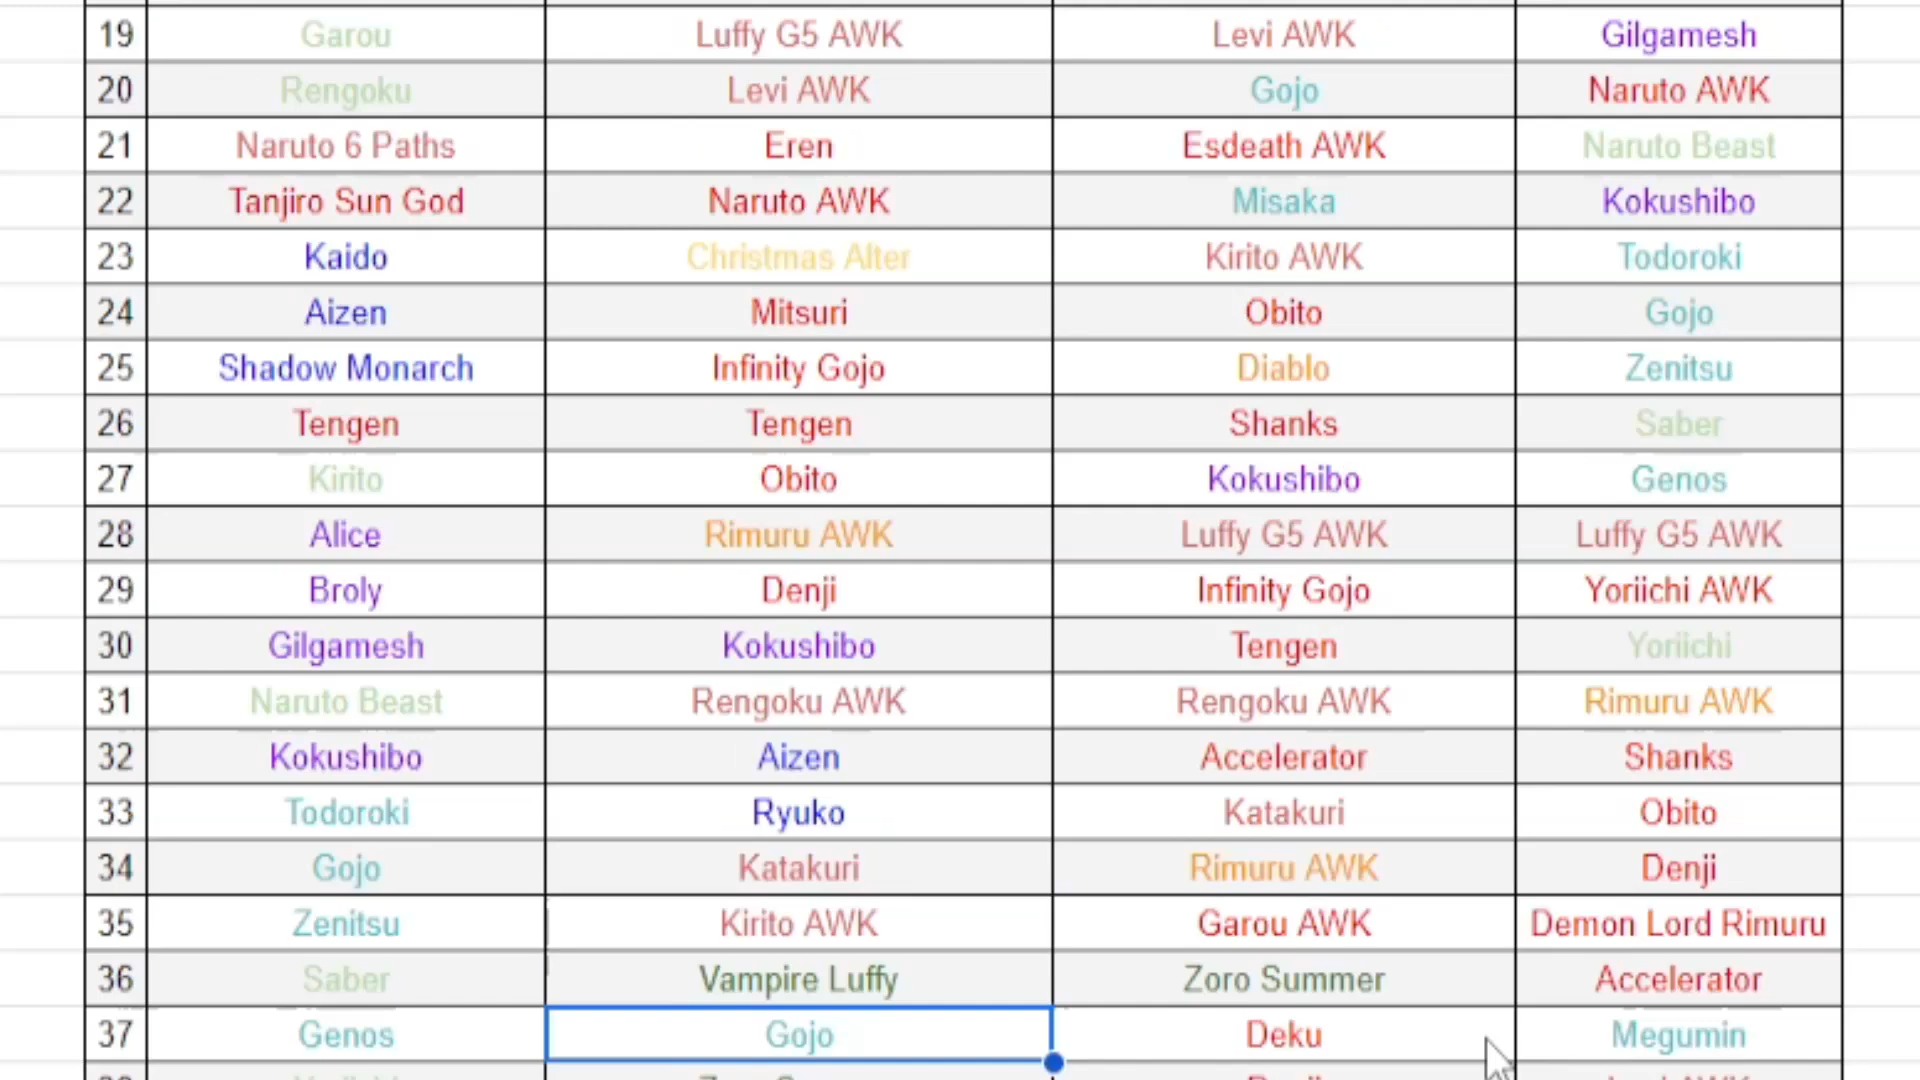 19 Garou Luffy G5 AWK Levi AWK Gilgamesh
20 Rengoku Levi AWK Gojo Naruto AWK
21 Naruto 6 Paths Eren Esdeath AWK Naruto Beast
22 Tanjiro Sun God Naruto AWK Misaka Kokushibo
23 Kaido Christmas Alter Kirito AWK Todoroki
24 Aizen Mitsuri Obito Gojo
25 Shadow Monarch Infinity Gojo Diablo Zenitsu
26 Tengen Tengen Shanks Saber
27 Kirito Obito Kokushibo Genos
28 Alice Rimuru AWK Luffy G5 AWK Luffy G5 AWK
29 Broly Denji Infinity Gojo Yoriichi AWK
30 Gilgamesh Kokushibo Tengen Yoriichi
31 Naruto Beast Rengoku AWK Rengoku AWK Rimuru AWK
32 Kokushibo Aizen Accelerator Shanks
33 Todoroki Ryuko Katakuri Obito
34 Gojo Katakuri Rimuru AWK Denji
35 Zenitsu Kirito AWK Garou AWK Demon Lord Rimuru
36 Saber Vampire Luffy Zoro Summer Accelerator
37 Genos Gojo Deku Megumin